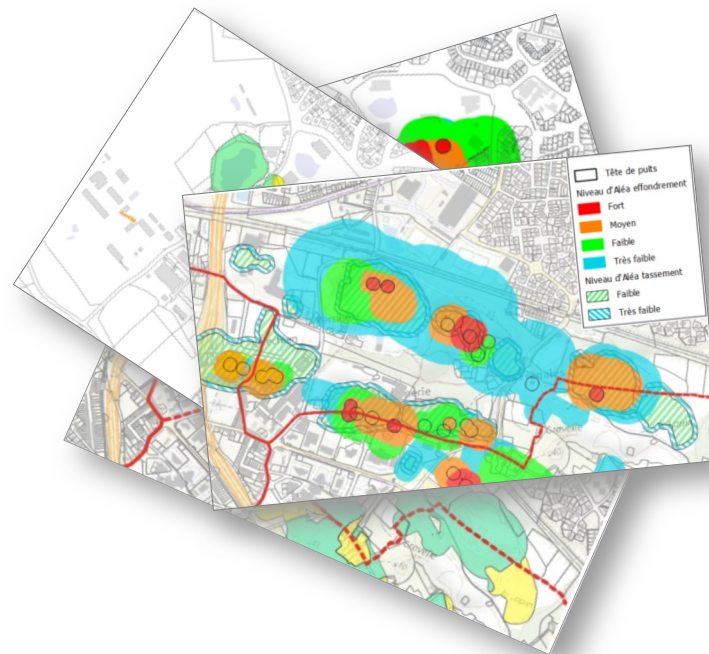 Tête de puits
Niveau d'Aléa effondrement
Fort
Moyen
Faible
Très faible
Niveau d'Aléa tassement
Faible
Très faible